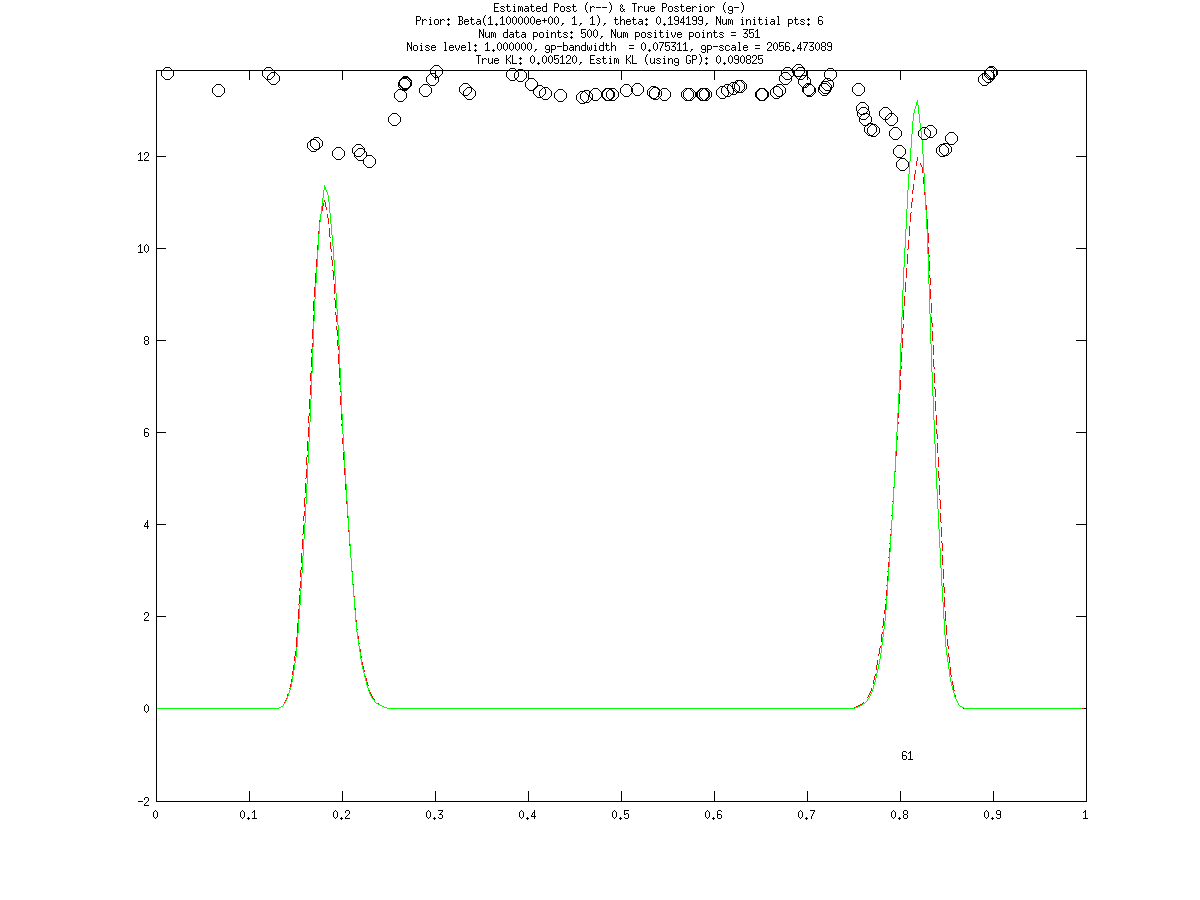 Estimated Post (r--) & True Posterior (g-)
Prior: Beta(1.100000e+00, 1, 1), theta: 0.194199, Num initial pts: 6
Num data points: 500, Num positive points = 351
Noise level: 1.000000, gp-bandwidth  = 0.075311, gp-scale = 2056.473089
True KL: 0.005120, Estim KL (using GP): 0.090825
12
10
8
6
4
2
0
61
-2
0 0.1 0.2 0.3 0.4 0.5 0.6 0.7 0.8 0.9 1